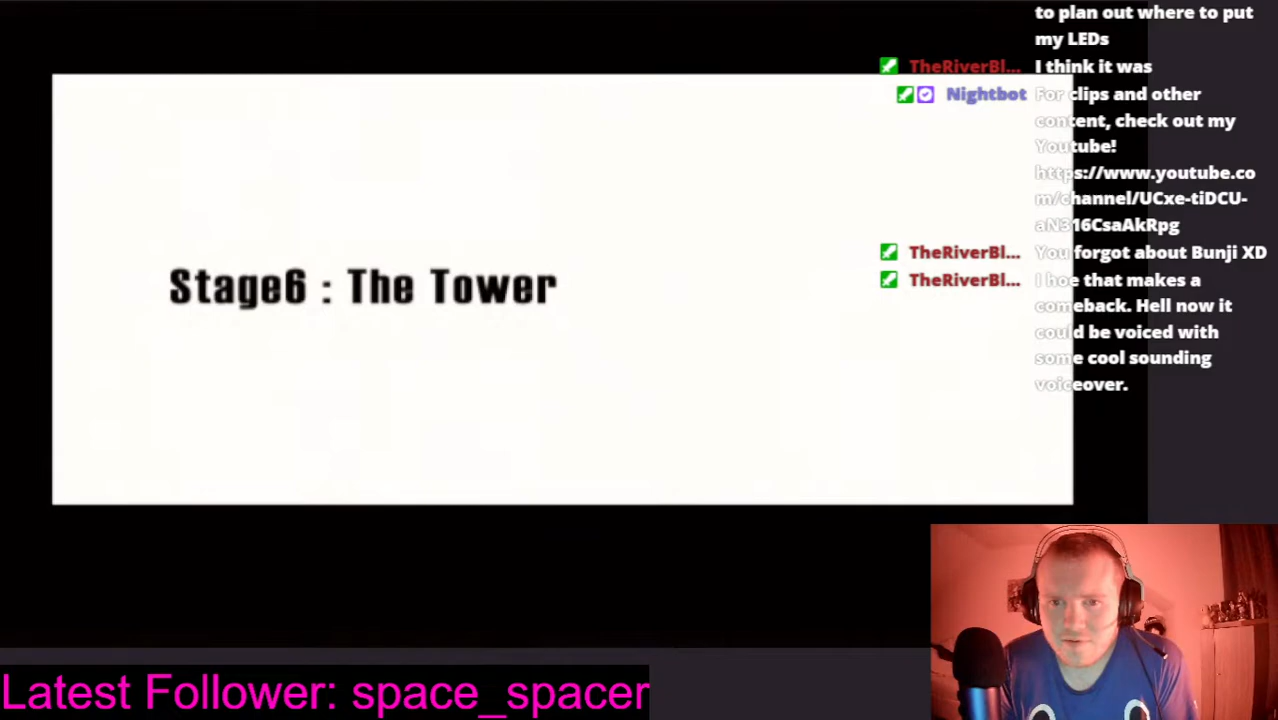 to plan out where to put
my LEDs
TheRiverBl... I think it was
Nightbot For clips and other
content, check out my
Youtube!
https://www.youtube.co
m/channel/UCxe-tiDCU-
aN316CsaAkRpg
TheRiverBl... You forgot about Bunji XD
TheRiverBl... I hoe that makes a
comeback. Hell now it
could be voiced with
some cool sounding
voiceover.
Stage6 : The Tower
Latest Follower: space_spacer